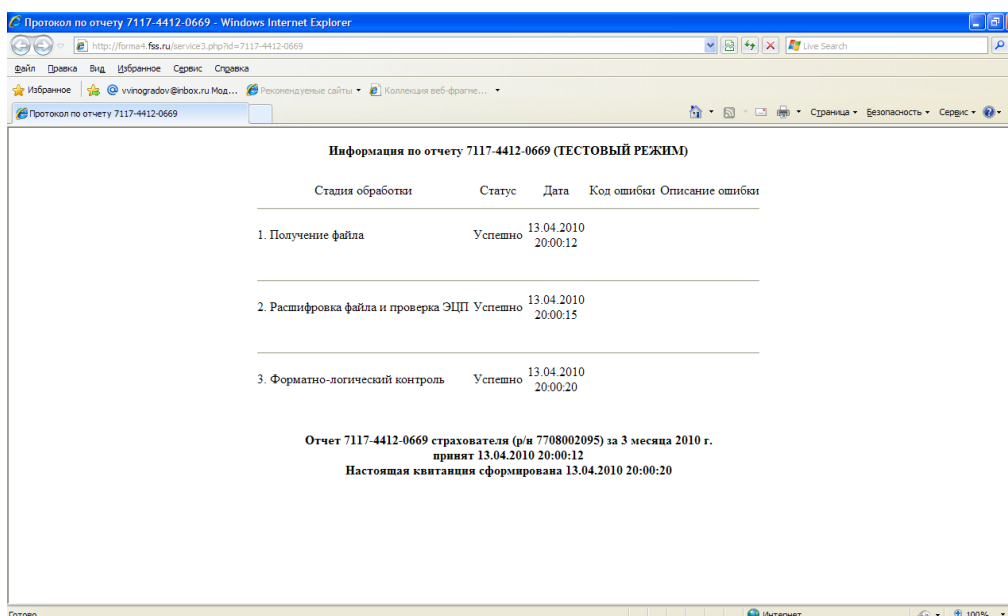 Протокол по отчету 7117-4412-0669 - Windows Internet Explorer
http://forma4.fss.ru/service3.php?id=7117-4412-0669
Live Search
Файл Правка Вид Избранное Сервис Справка
Избранное @ vvinogradov@inbox.ru Мод... Рекомендуемые сайты Коллекция веб-фрагме...
Протокол по отчету 7117-4412-0669
Страница Безопасность Сервис
Информация по отчету 7117-4412-0669 (ТЕСТОВЫЙ РЕЖИМ)
Стадия обработки Статус Дата Код ошибки Описание ошибки
1. Получение файла Успешно 13.04.2010
20:00:12
2. Расшифровка файла и проверка ЭЦП Успешно 13.04.2010
20:00:15
3. Форматно-логический контроль Успешно 13.04.2010
20:00:20
Отчет 7117-4412-0669 страхователя (р/н 7708002095) за 3 месяца 2010 г.
принят 13.04.2010 20:00:12
Настоящая квитанция сформирована 13.04.2010 20:00:20
Готово Интернет 100%